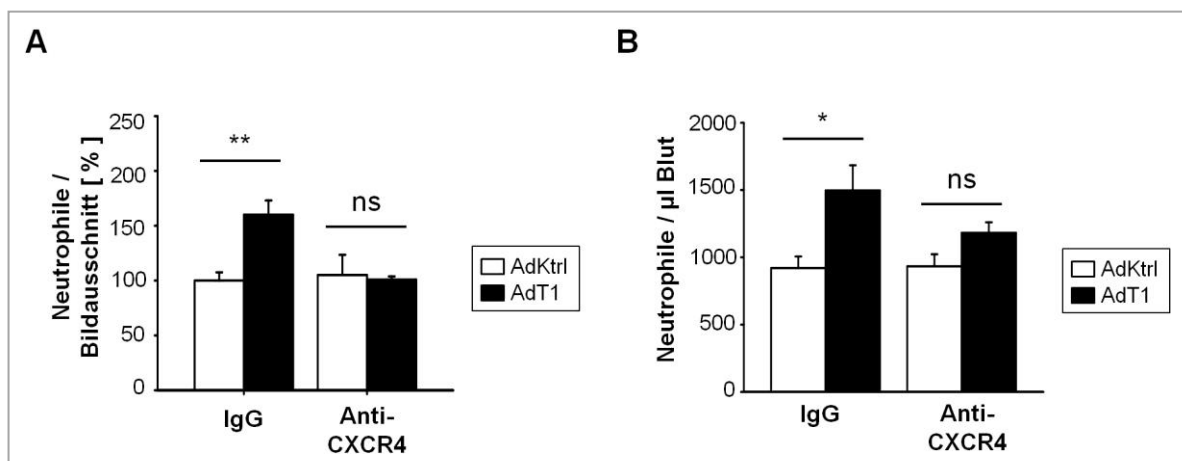 A
Neutrophile /
Bildausschnitt [ % ]
250
200
150
100
50
0
**
ns
IgG
Anti-
CXCR4
AdKtrl
AdT1
B
Neutrophile / µl Blut
2000
1500
1000
500
0
*
ns
IgG
Anti-
CXCR4
AdKtrl
AdT1